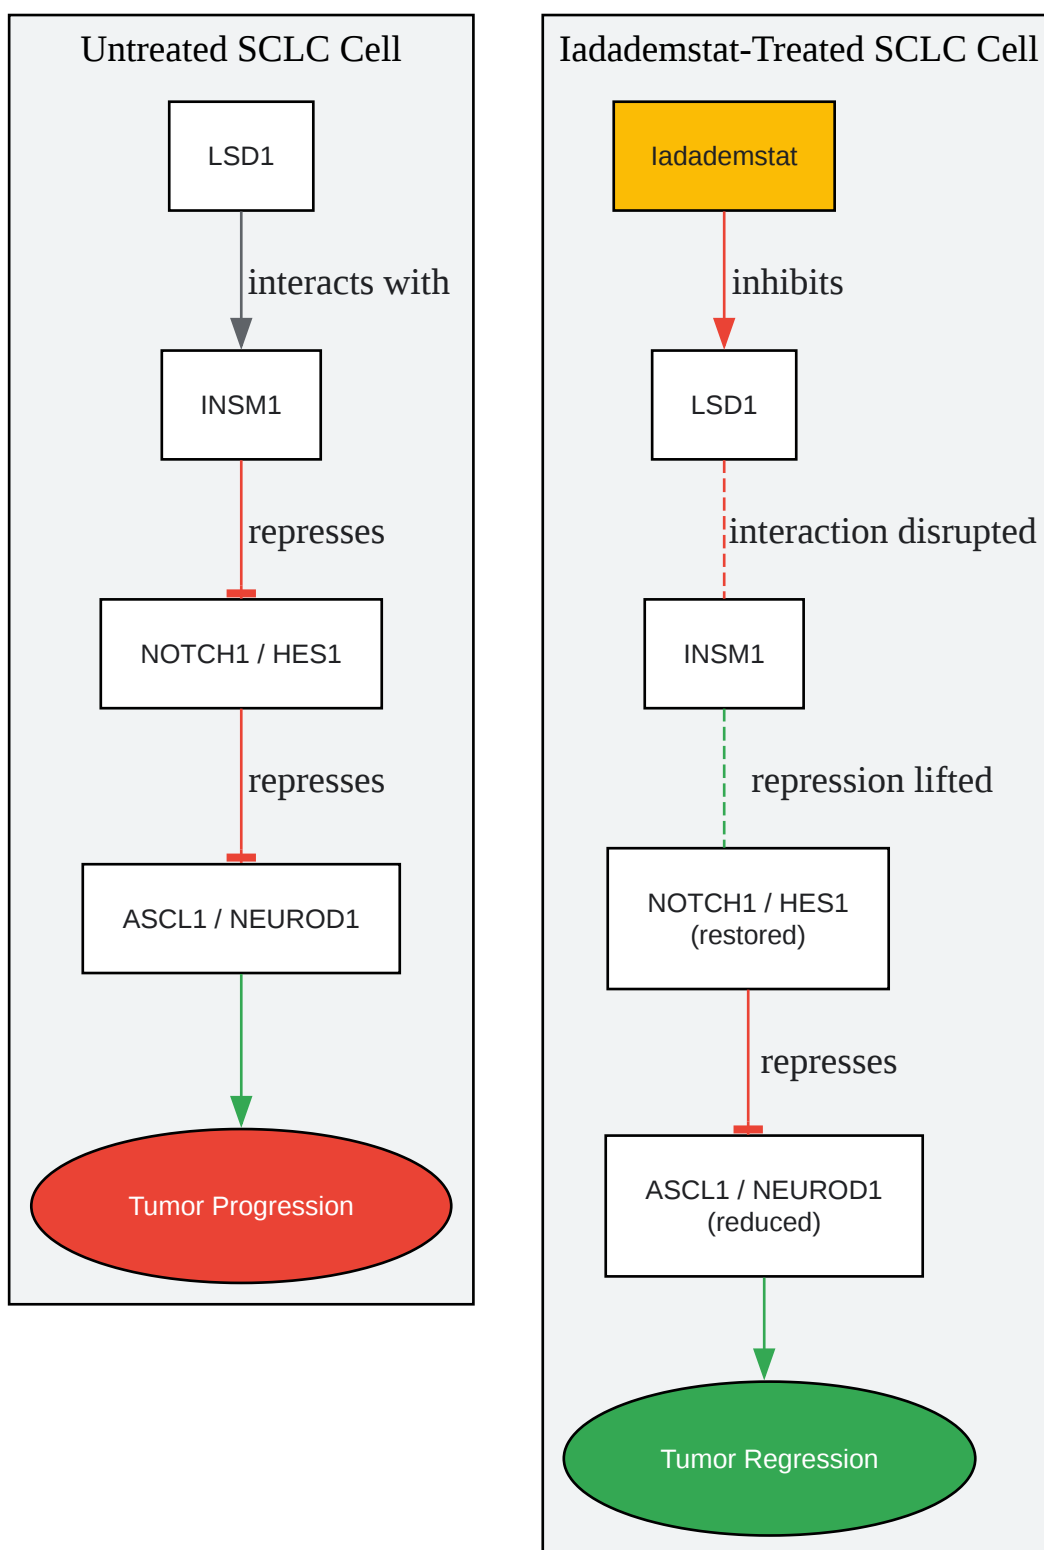 Untreated SCLC Cell
LSD1
interacts with
INSM1
represses
NOTCH1 / HES1
represses
ASCL1 / NEUROD1
Tumor Progression
Iadademstat-Treated SCLC Cell
Iadademstat
inhibits
LSD1
interaction disrupted
INSM1
repression lifted
NOTCH1 / HES1
(restored)
represses
ASCL1 / NEUROD1
(reduced)
Tumor Regression